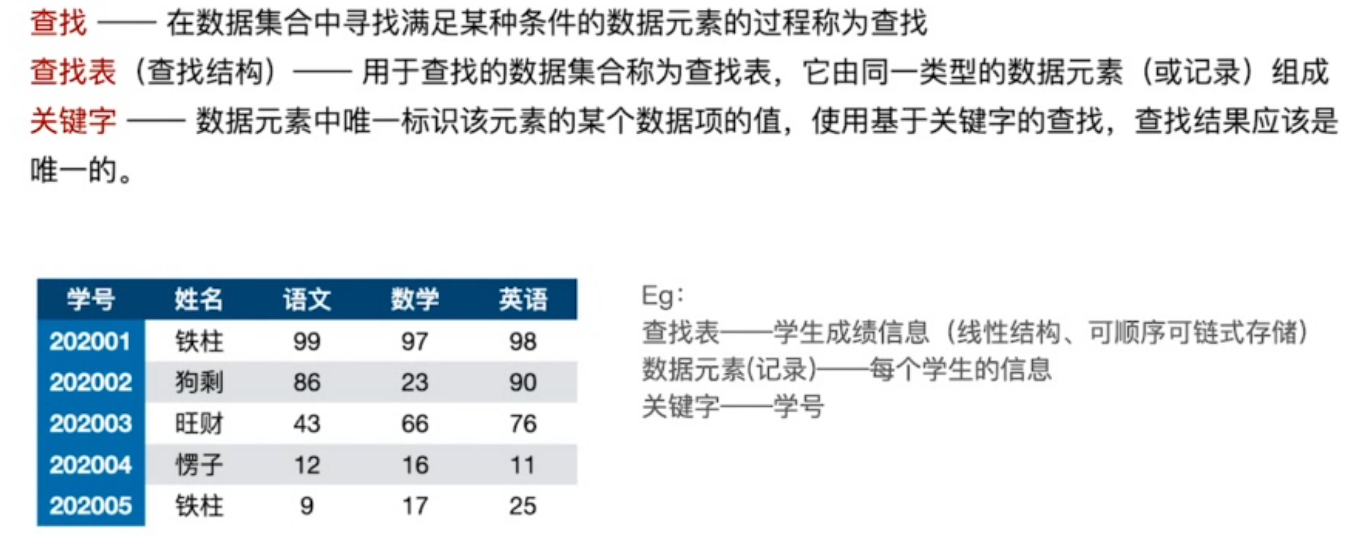 查找 —— 在数据集合中寻找满足某种条件的数据元素的过程称为查找
查找表（查找结构）—— 用于查找的数据集合称为查找表，它由同一类型的数据元素（或记录）组成
关键字 —— 数据元素中唯一标识该元素的某个数据项的值，使用基于关键字的查找，查找结果应该是
唯一的。
学号 姓名 语文 数学 英语
202001 铁柱 99 97 98
202002 狗剩 86 23 90
202003 旺财 43 66 76
202004 愣子 12 16 11
202005 铁柱 9 17 25
Eg：
查找表——学生成绩信息（线性结构、可顺序可链式存储）
数据元素(记录)——每个学生的信息
关键字——学号